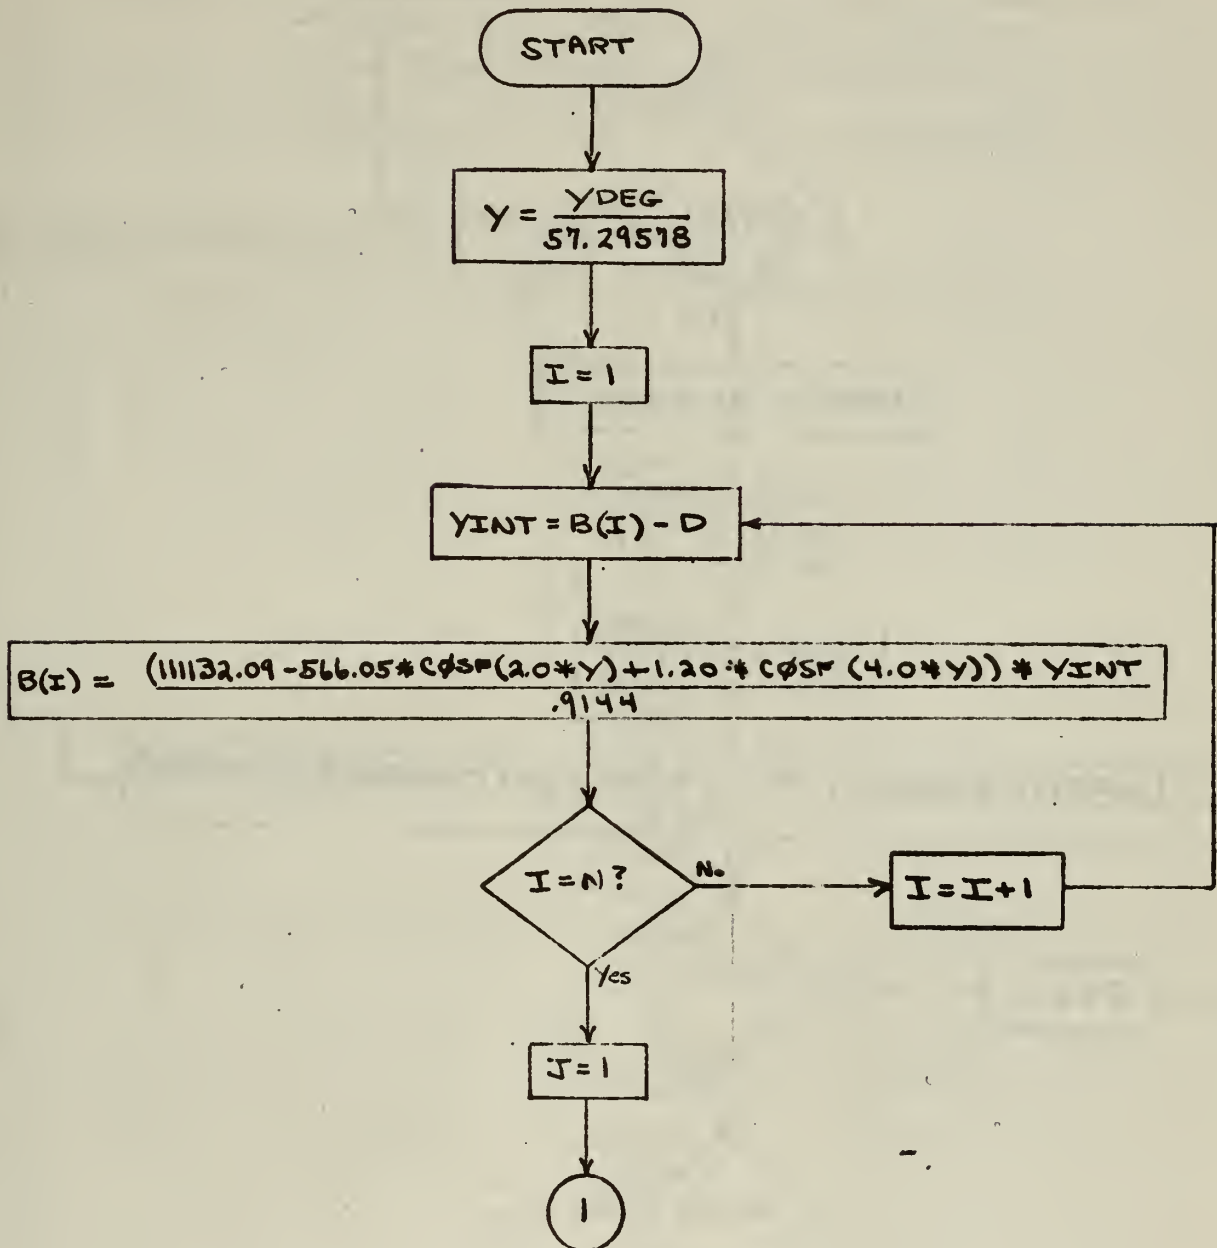 START
Y = YDEG
57.29578
I = 1
YINT = B(I) - D
B(I) = (111132.09-566.05*CØSF(2.0*Y)+1.20*CØSF(4.0*Y))*YINT
.9144
I=N?
No
I=I+1
Yes
J=1
1